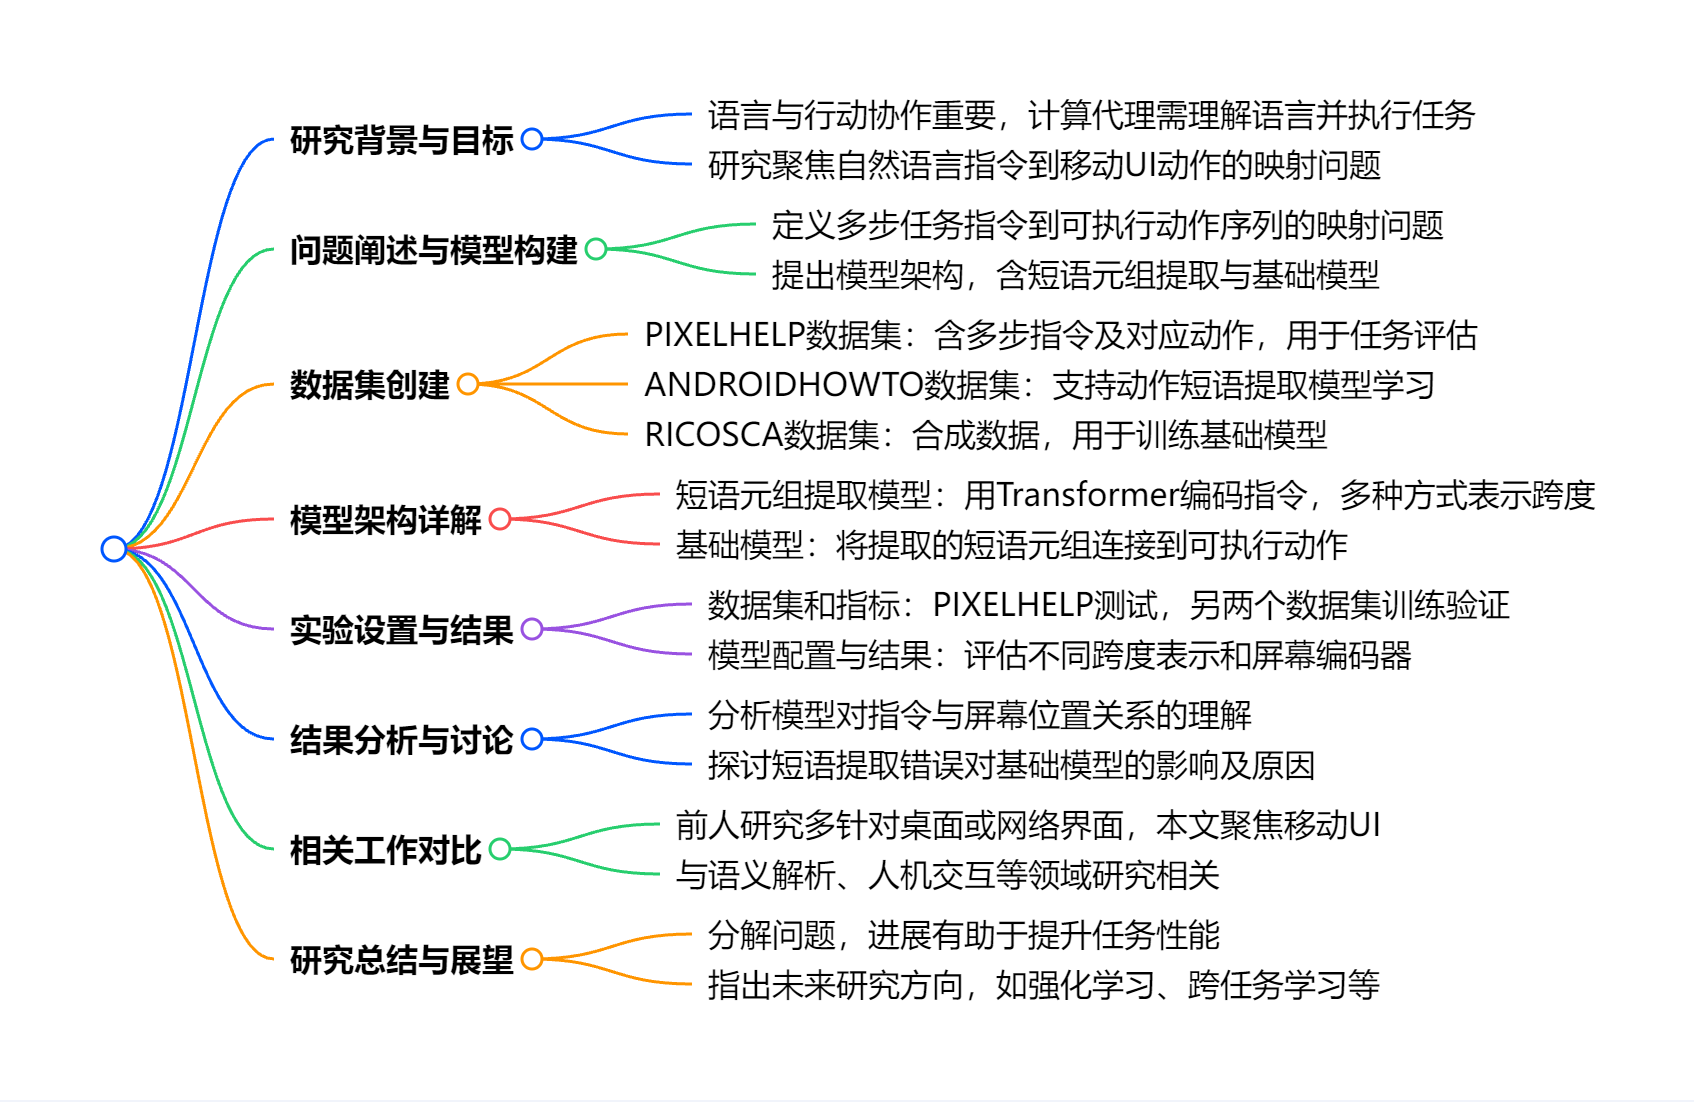 研究背景与目标
语言与行动协作重要，计算代理需理解语言并执行任务
研究聚焦自然语言指令到移动UI动作的映射问题
问题阐述与模型构建
定义多步任务指令到可执行动作序列的映射问题
提出模型架构，含短语元组提取与基础模型
数据集创建
PIXELHELP数据集：含多步指令及对应动作，用于任务评估
ANDROIDHOWTO数据集：支持动作短语提取模型学习
RICOSCA数据集：合成数据，用于训练基础模型
模型架构详解
短语元组提取模型：用Transformer编码指令，多种方式表示跨度
基础模型：将提取的短语元组连接到可执行动作
实验设置与结果
数据集和指标：PIXELHELP测试，另两个数据集训练验证
模型配置与结果：评估不同跨度表示和屏幕编码器
结果分析与讨论
分析模型对指令与屏幕位置关系的理解
探讨短语提取错误对基础模型的影响及原因
相关工作对比
前人研究多针对桌面或网络界面，本文聚焦移动UI
与语义解析、人机交互等领域研究相关
研究总结与展望
分解问题，进展有助于提升任务性能
指出未来研究方向，如强化学习、跨任务学习等